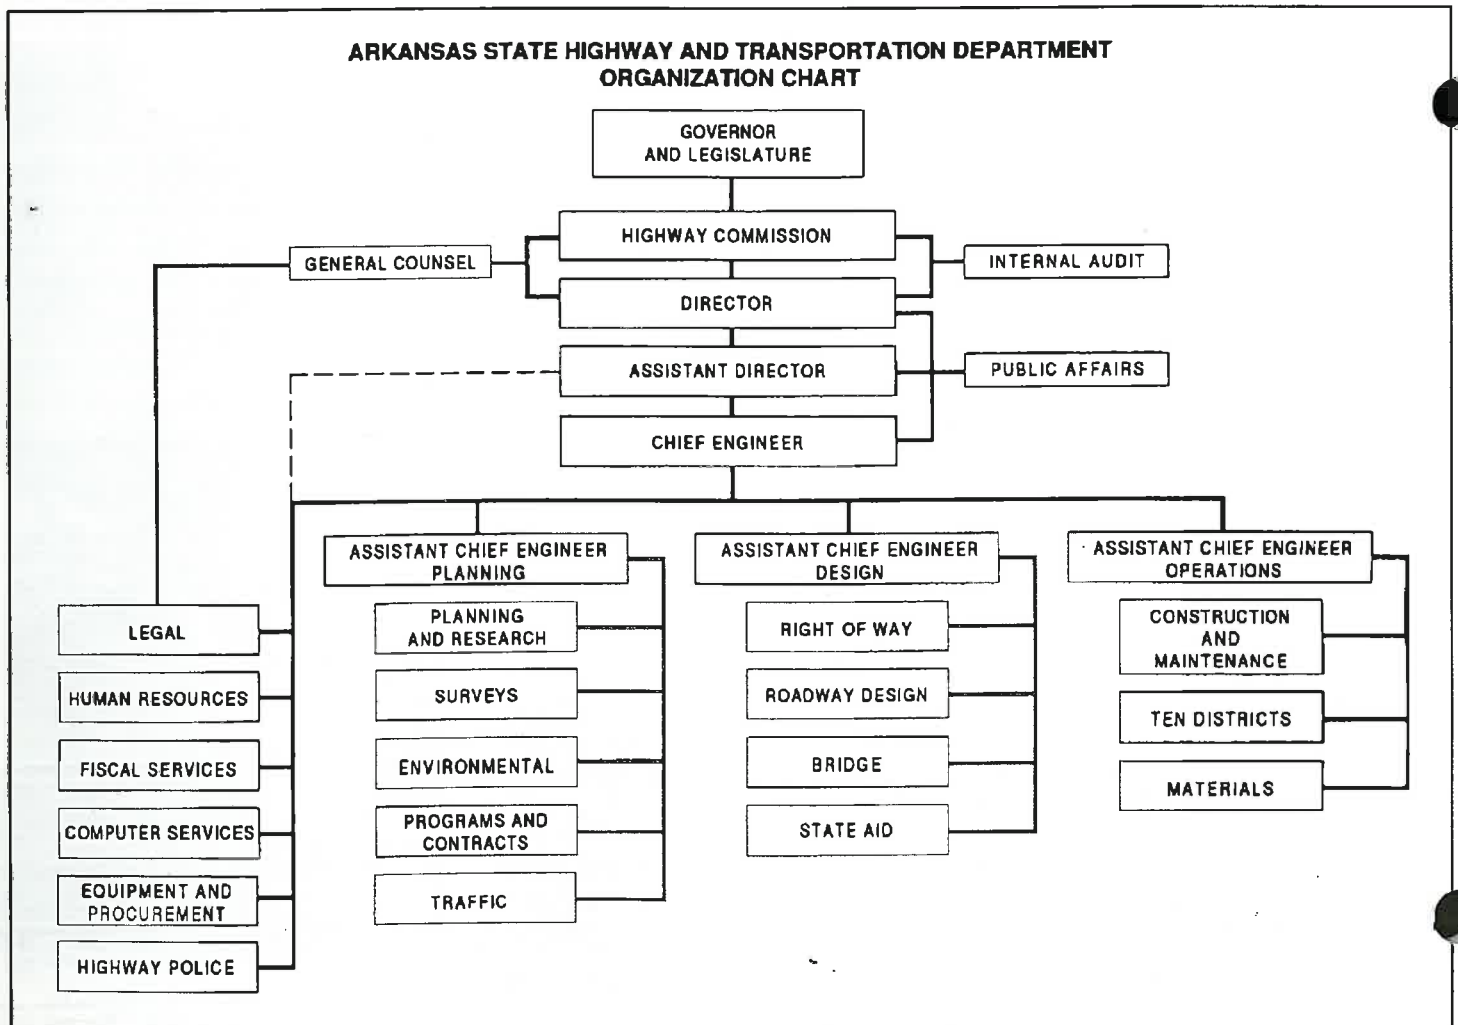 ARKANSAS STATE HIGHWAY AND TRANSPORTATION DEPARTMENT
ORGANIZATION CHART
GOVERNOR
AND LEGISLATURE
HIGHWAY COMMISSION
GENERAL COUNSEL
INTERNAL AUDIT
DIRECTOR
ASSISTANT DIRECTOR
PUBLIC AFFAIRS
CHIEF ENGINEER
ASSISTANT CHIEF ENGINEER
PLANNING
ASSISTANT CHIEF ENGINEER
DESIGN
ASSISTANT CHIEF ENGINEER
OPERATIONS
LEGAL
HUMAN RESOURCES
FISCAL SERVICES
COMPUTER SERVICES
EQUIPMENT AND
PROCUREMENT
HIGHWAY POLICE
PLANNING
AND RESEARCH
SURVEYS
ENVIRONMENTAL
PROGRAMS AND
CONTRACTS
TRAFFIC
RIGHT OF WAY
ROADWAY DESIGN
BRIDGE
STATE AID
CONSTRUCTION
AND
MAINTENANCE
TEN DISTRICTS
MATERIALS